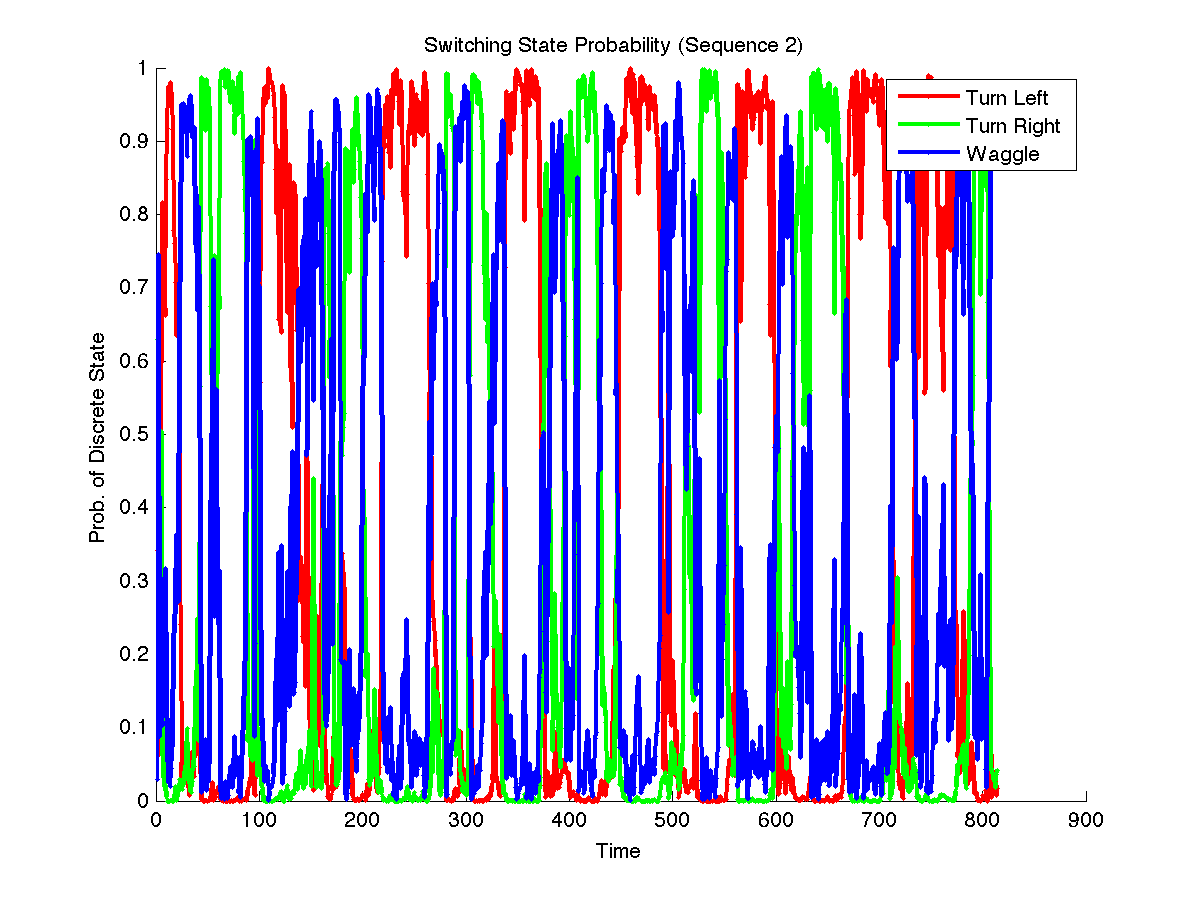 Switching State Probability (Sequence 2)
Turn Left
Turn Right
Waggle
Prob. of Discrete State
1
0.9
0.8
0.7
0.6
0.5
0.4
0.3
0.2
0.1
0
0 100 200 300 400 500 600 700 800 900
Time